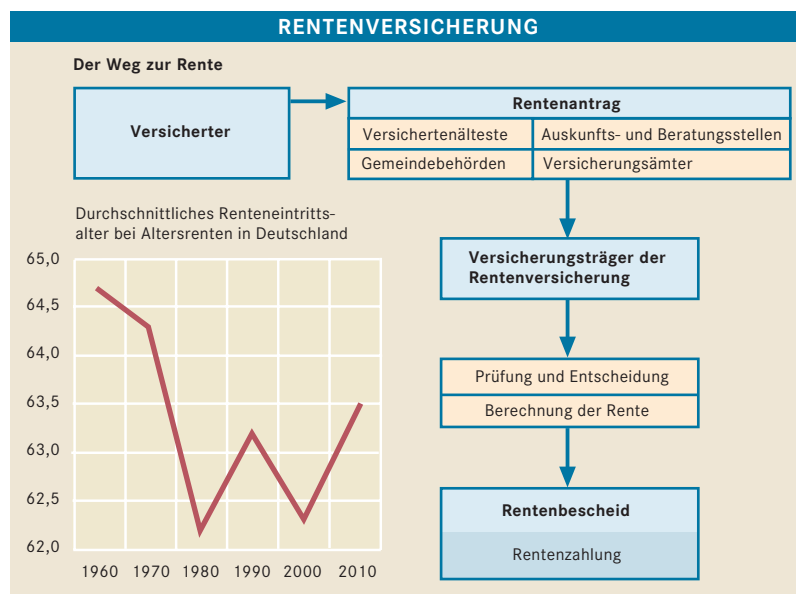 RENTENVERSICHERUNG
Der Weg zur Rente
Versicherter
Rentenantrag
Versichertenälteste
Auskunfts- und Beratungsstellen
Gemeindebehörden
Versicherungsämter
Durchschnittliches Renteneintritts-
alter bei Altersrenten in Deutschland
65,0
64,5
64,0
63,5
63,0
62,5
62,0
1960 1970 1980 1990 2000 2010
Versicherungsträger der
Rentenversicherung
Prüfung und Entscheidung
Berechnung der Rente
Rentenbescheid
Rentenzahlung